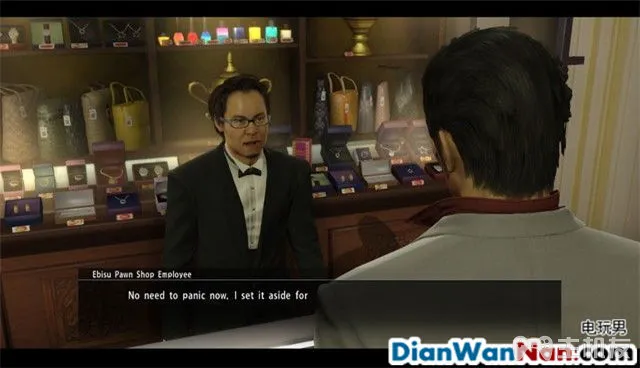 Ebisu Pawn Shop Employee
No need to panic now, I set it aside for
电玩男
DianWanNan.com